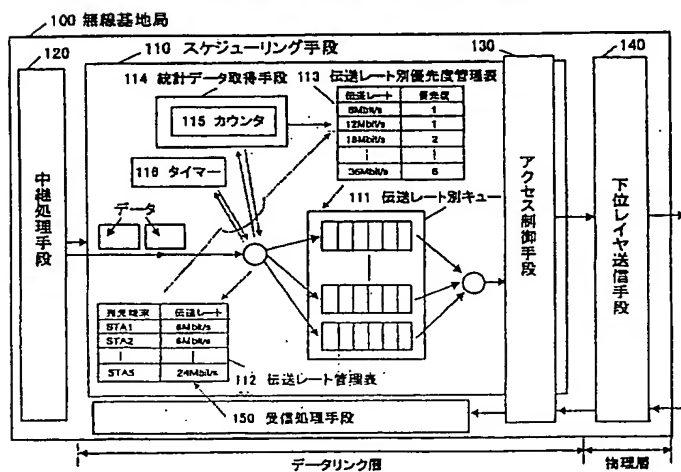 100 無線基地局
120
110 スケジューリング手段
130
140
114 統計データ取得手段
113 伝送レート別優先度管理表
115 カウンタ
伝送レート 優先度
6Mbit/s 1
12Mbit/s 1
18Mbit/s 2
36Mbit/s 6
116 タイマー
111 伝送レート別キュー
中継処理手段
データ
アクセス制御手段
下位レイヤ送信手段
宛先端末 伝送レート
STA1 6Mbit/s
STA2 6Mbit/s
STA5 24Mbit/s
112 伝送レート管理表
150 受信処理手段
データリンク層
物理層